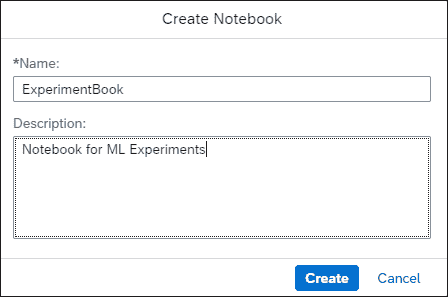 Create Notebook
*Name:
ExperimentBook
Description:
Notebook for ML Experiments
Create Cancel